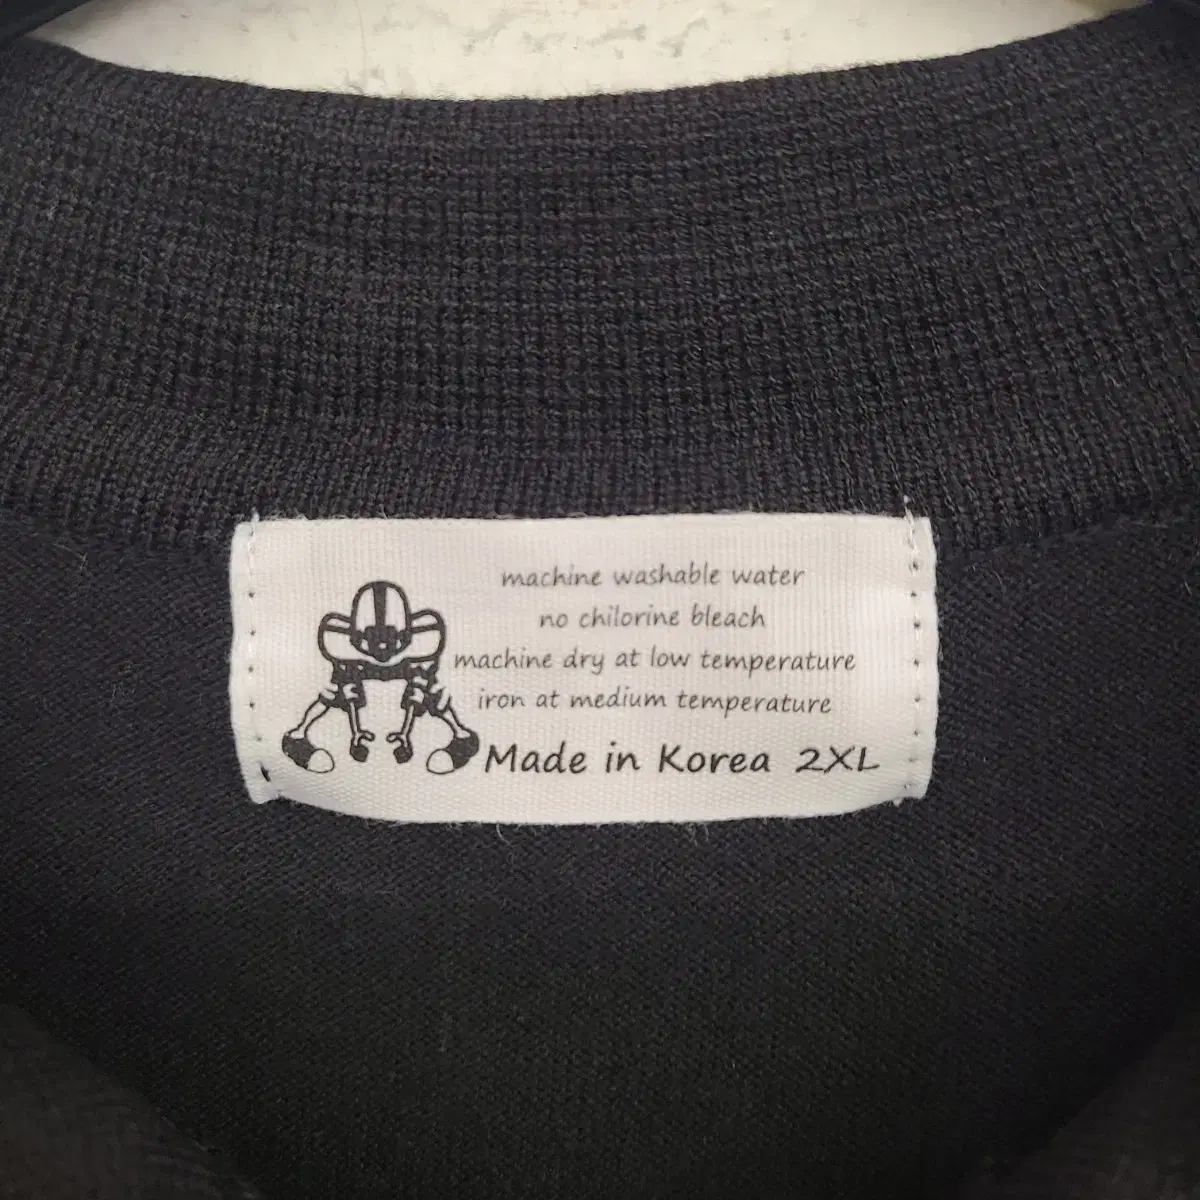 machine washable water
no chilorine bleach
machine dry at low temperature
iron at medium temperature
Made in Korea 2XL